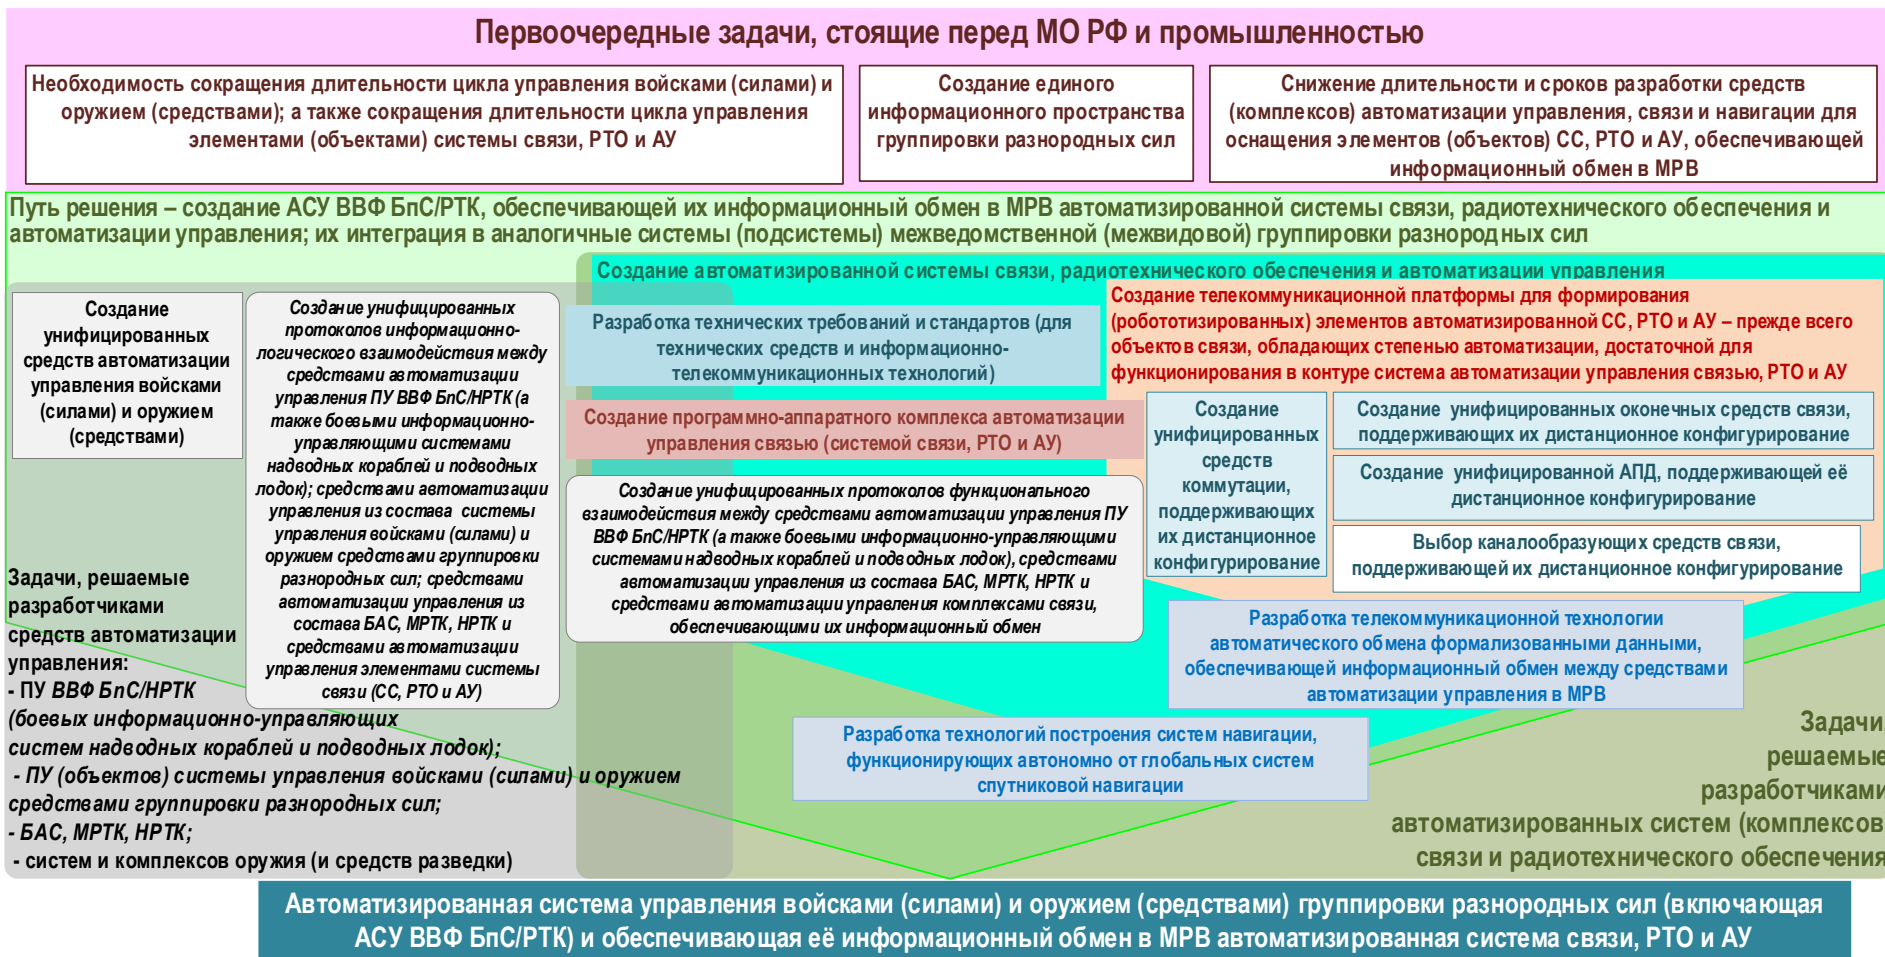 Первоочередные задачи, стоящие перед МО РФ и промышленностью
Необходимость сокращения длительности цикла управления войсками (силами) и
оружием (средствами); а также сокращения длительности цикла управления
элементами (объектами) системы связи, РТО и АУ
Создание единого
информационного пространства
группировки разнородных сил
Снижение длительности и сроков разработки средств
(комплексов) автоматизации управления, связи и навигации для
оснащения элементов (объектов) СС, РТО и АУ, обеспечивающей
информационный обмен в МРВ
Путь решения – создание АСУ ВВФ БпС/РТК, обеспечивающей их информационный обмен в МРВ автоматизированной системы связи, радиотехнического обеспечения и
автоматизации управления; их интеграция в аналогичные системы (подсистемы) межведомственной (межвидовой) группировки разнородных сил
Создание автоматизированной системы связи, радиотехнического обеспечения и автоматизации управления
Создание
унифицированных
средств автоматизации
управления войсками
(силами) и оружием
(средствами)
Создание унифицированных
протоколов информационно-
логического взаимодействия между
средствами автоматизации
управления ПУ ВВФ БпС/НРТК (а
также боевыми информационно-
управляющими системами
надводных кораблей и подводных
лодок); средствами автоматизации
управления из состава системы
управления войсками (силами) и
оружием средствами группировки
разнородных сил; средствами
автоматизации управления из
состава БАС, МРТК, НРТК и
средствами автоматизации
управления элементами системы
связи (СС, РТО и АУ)
Разработка технических требований и стандартов (для
технических средств и информационно-
телекоммуникационных технологий)
Создание программно-аппаратного комплекса автоматизации
управления связью (системой связи, РТО и АУ)
Создание унифицированных протоколов функционального
взаимодействия между средствами автоматизации управления ПУ
ВВФ БпС/НРТК (а также боевыми информационно-управляющими
системами надводных кораблей и подводных лодок), средствами
автоматизации управления из состава БАС, МРТК, НРТК и
средствами автоматизации управления комплексами связи,
обеспечивающими их информационный обмен
Создание телекоммуникационной платформы для формирования
(робототизированных) элементов автоматизированной СС, РТО и АУ – прежде всего
объектов связи, обладающих степенью автоматизации, достаточной для
функционирования в контуре система автоматизации управления связью, РТО и АУ
Создание
унифицированных
средств
коммутации,
поддерживающих
их дистанционное
конфигурирование
Создание унифицированных оконечных средств связи,
поддерживающих их дистанционное конфигурирование
Создание унифицированной АПД, поддерживающей её
дистанционное конфигурирование
Выбор каналообразующих средств связи,
поддерживающей их дистанционное конфигурирование
Разработка телекоммуникационной технологии
автоматического обмена формализованными данными,
обеспечивающей информационный обмен между средствами
автоматизации управления в МРВ
Разработка технологий построения систем навигации,
функционирующих автономно от глобальных систем
спутниковой навигации
Задачи, решаемые
разработчиками
средств автоматизации
управления:
- ПУ ВВФ БпС/НРТК
(боевых информационно-управляющих
систем надводных кораблей и подводных лодок);
- ПУ (объектов) системы управления войсками (силами) и оружием
средствами группировки разнородных сил;
- БАС, МРТК, НРТК;
- систем и комплексов оружия (и средств разведки)
Задачи,
решаемые
разработчиками
автоматизированных систем (комплексов
связи и радиотехнического обеспечения
Автоматизированная система управления войсками (силами) и оружием (средствами) группировки разнородных сил (включающая
АСУ ВВФ БпС/РТК) и обеспечивающая её информационный обмен в МРВ автоматизированная система связи, РТО и АУ